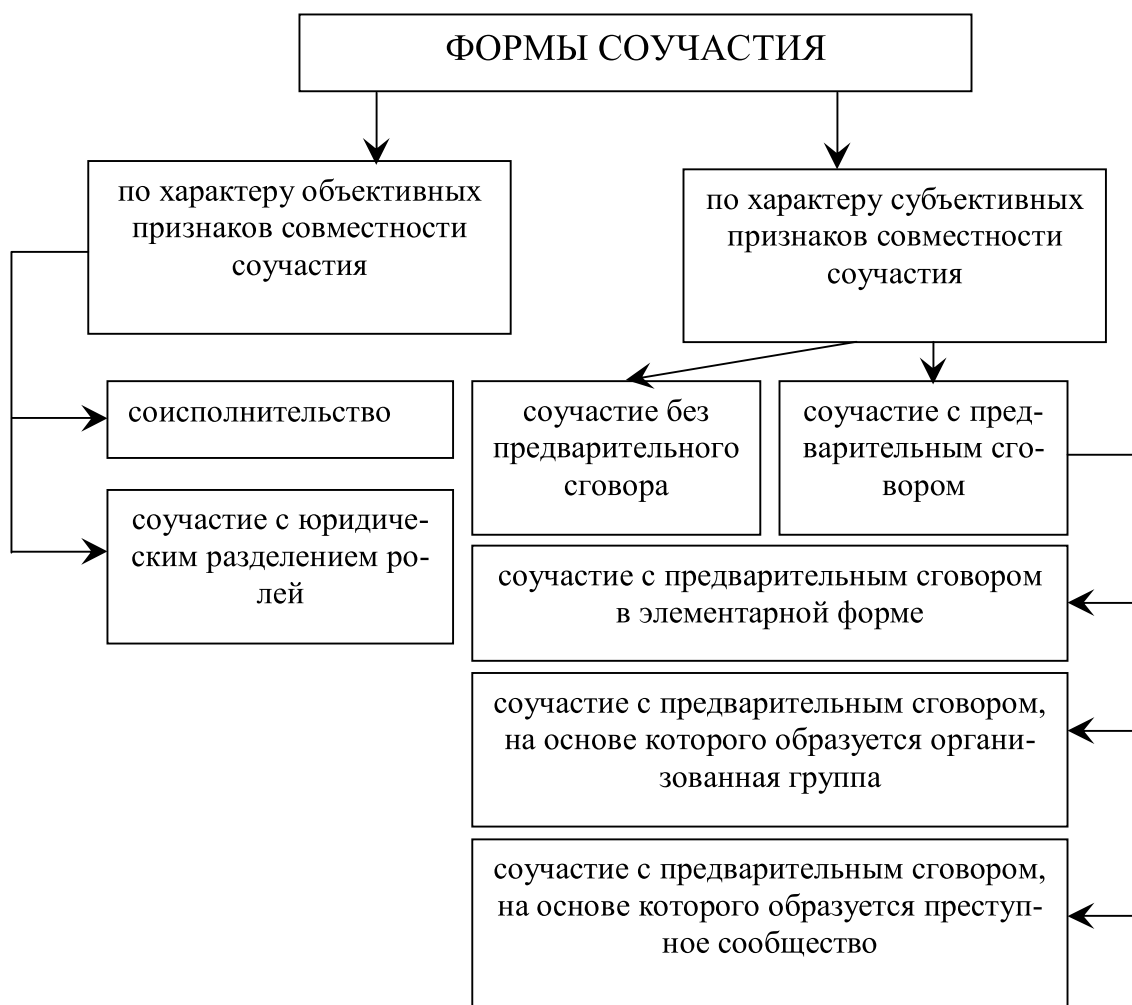 ФОРМЫ СОУЧАСТИЯ
по характеру объективных
признаков совместности
соучастия
по характеру субъективных
признаков совместности
соучастия
соисполнительство
соучастие с юридиче-
ским разделением ро-
лей
соучастие без
предварительного
сговора
соучастие с пред-
варительным сго-
вором
соучастие с предварительным сговором
в элементарной форме
соучастие с предварительным сговором,
на основе которого образуется органи-
зованная группа
соучастие с предварительным сговором,
на основе которого образуется преступ-
ное сообщество